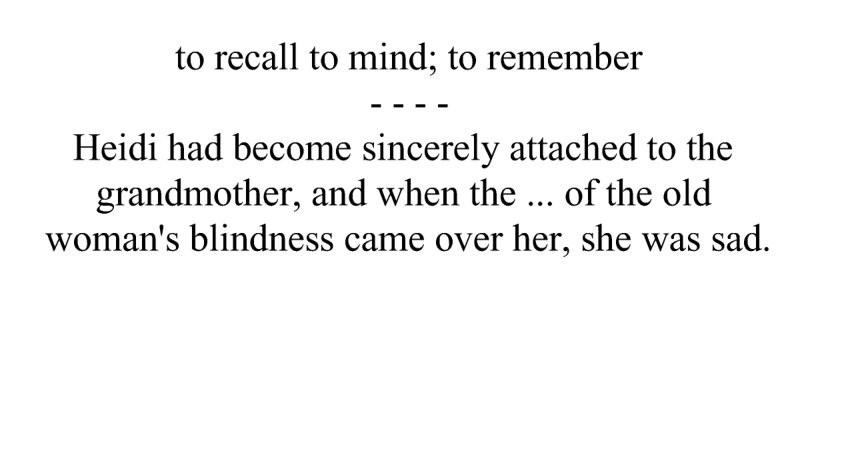 to recall to mind; to remember
- - - -
Heidi had become sincerely attached to the
grandmother, and when the ... of the old
woman's blindness came over her, she was sad.